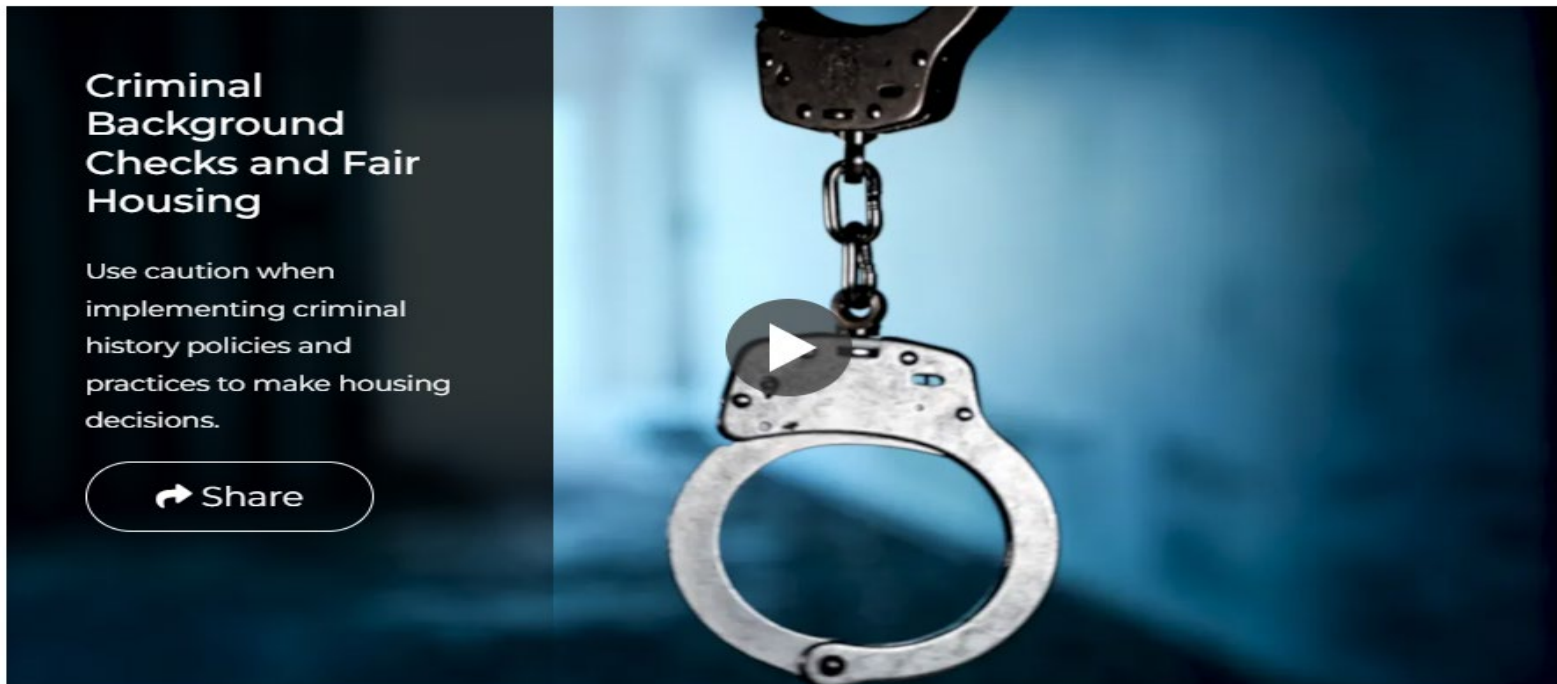 Criminal
Background
Checks and Fair
Housing
Use caution when
implementing criminal
history policies and
practices to make housing
decisions.
Share